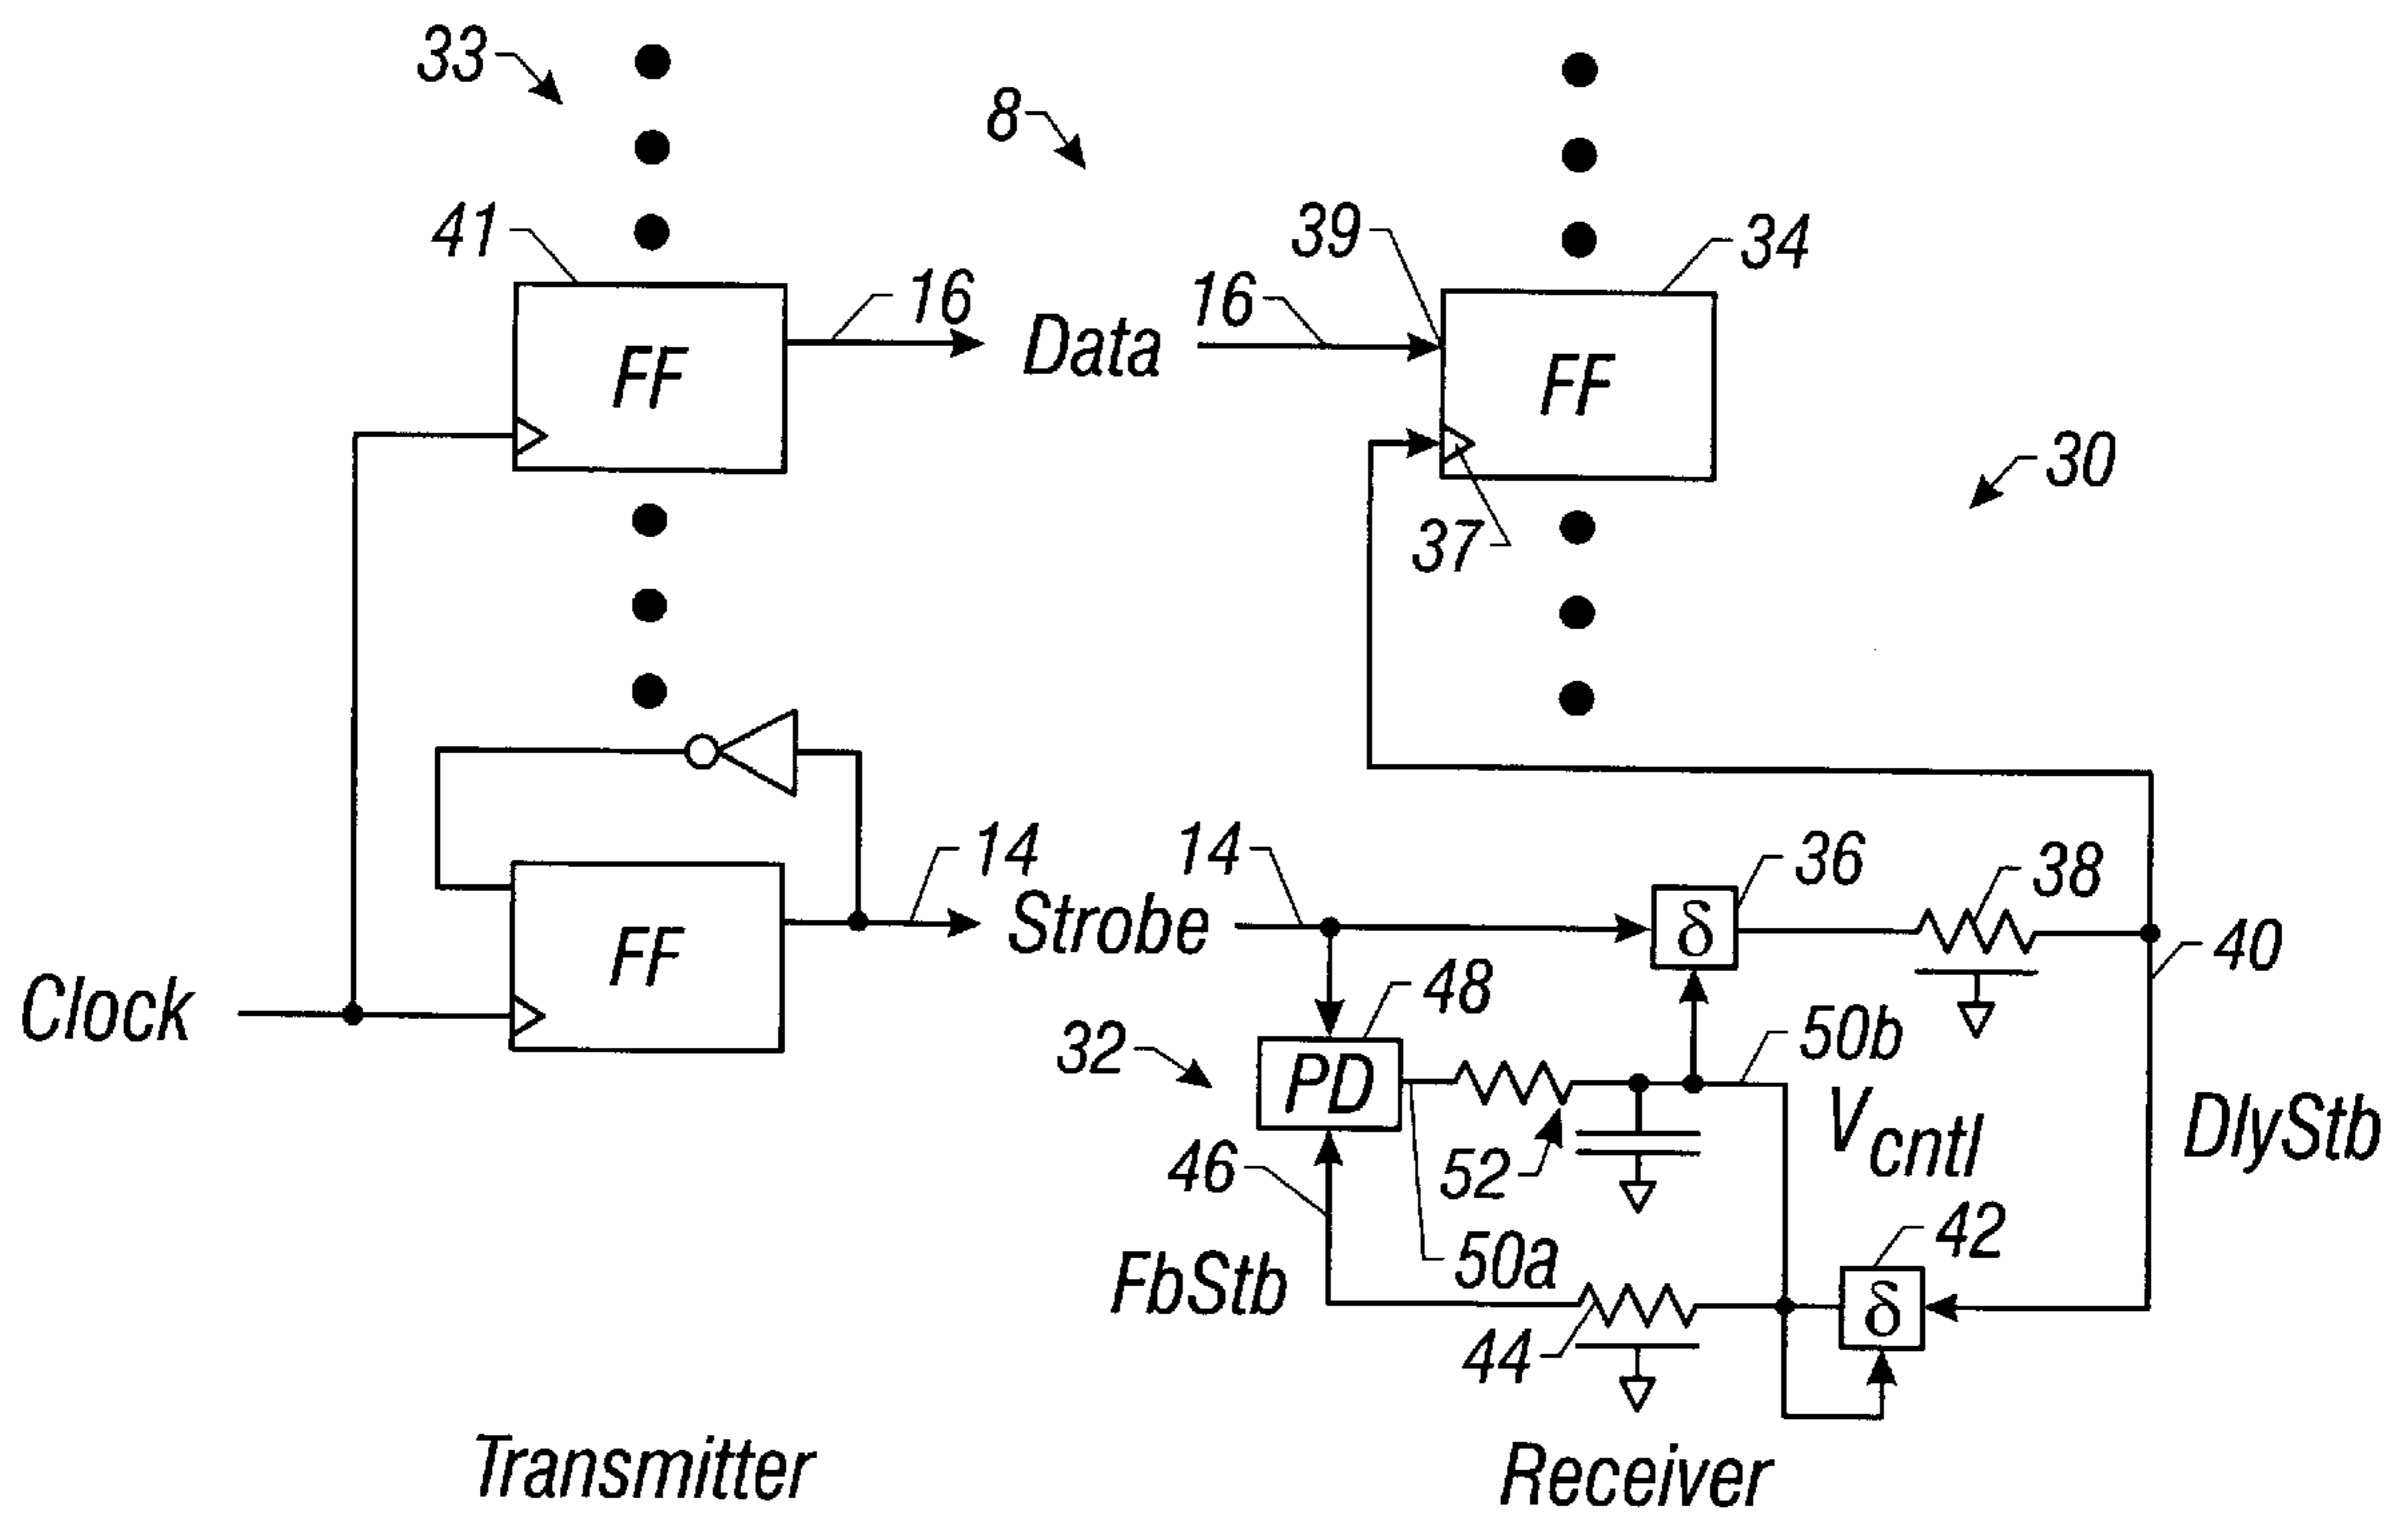 33
8
41
16
Data
16
39
34
FF
FF
37
30
14
Strobe
14
36
38
40
FF
δ
Clock
48
32
PD
50b
Vcntl
DlyStb
52
46
50a
42
FbStb
δ
44
Transmitter
Receiver